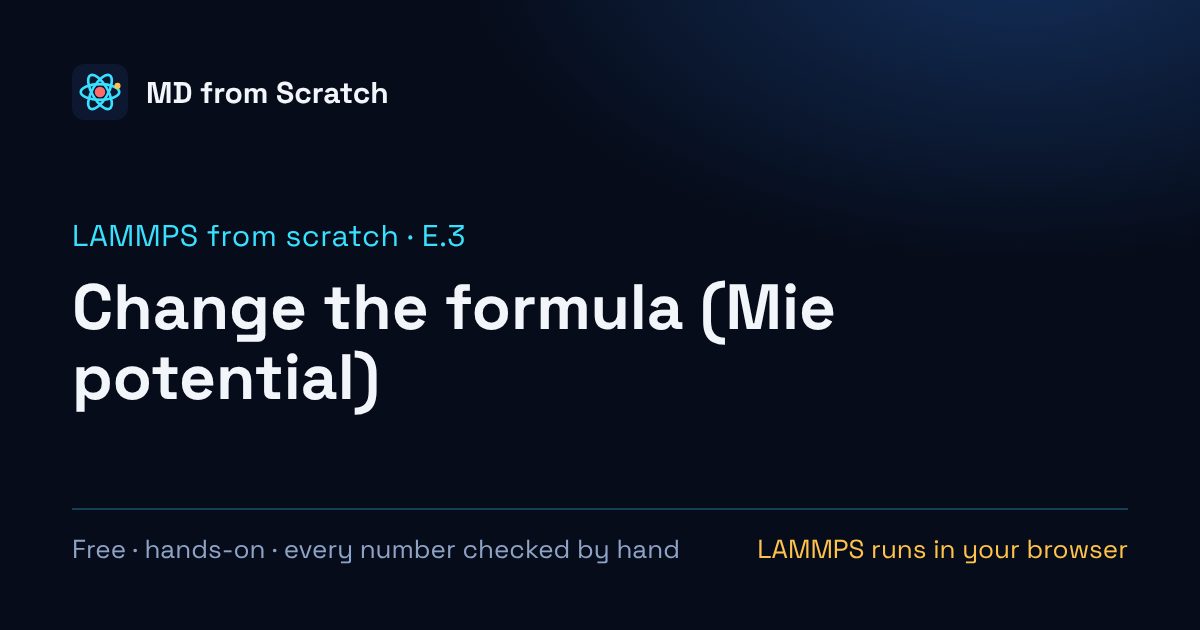 MD from Scratch
LAMMPS from scratch · E.3
Change the formula (Mie
potential)
Free · hands-on · every number checked by hand
LAMMPS runs in your browser